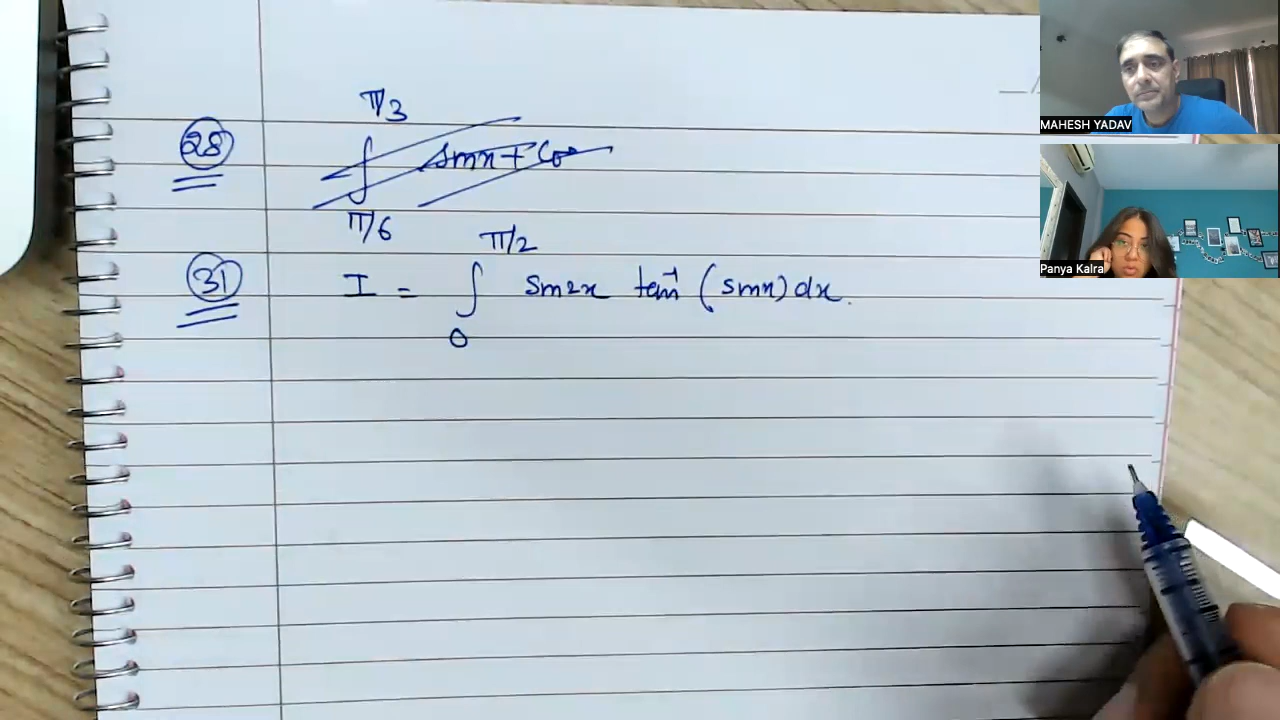 28 ∫ π/3 π/6 sinx + Cos
31 I = ∫ π/2 0 sin2x tan⁻¹ (sinx) dx.
MAHESH YADAV
Panya Kalra